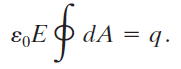 ε₀E∮ dA = q.